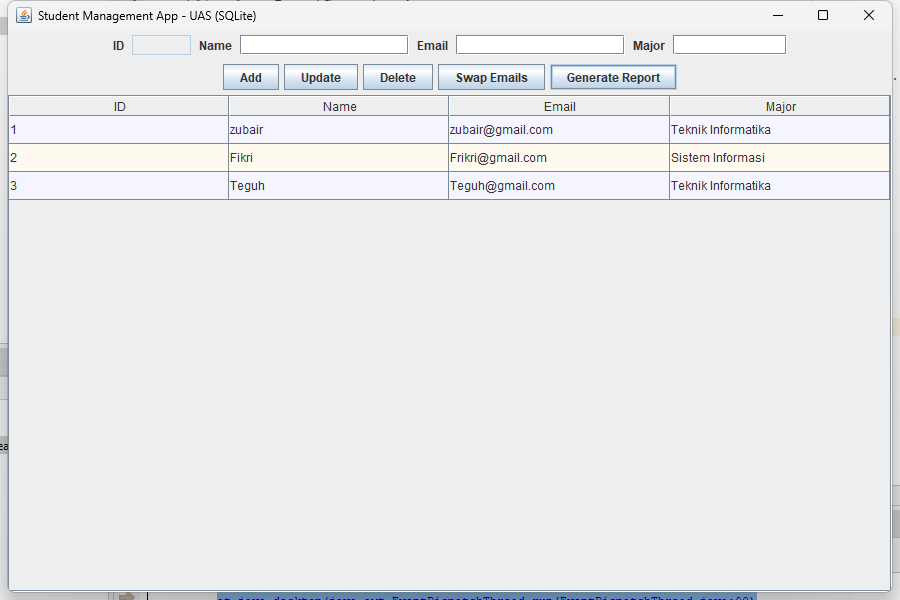 Student Management App - UAS (SQLite)
ID Name Email Major
Add Update Delete Swap Emails Generate Report
ID Name Email Major
1 zubair zubair@gmail.com Teknik Informatika
2 Fikri Frikri@gmail.com Sistem Informasi
3 Teguh Teguh@gmail.com Teknik Informatika